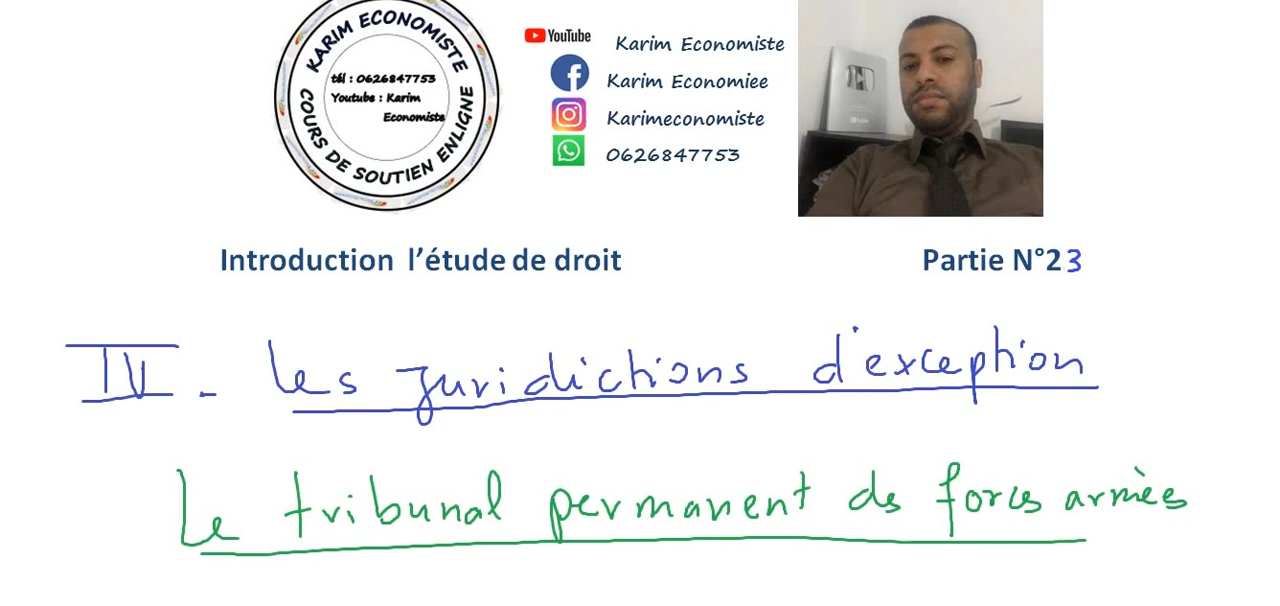 KARIM ECONOMISTE
tél : 0626847753
Youtube : Karim
Economiste
COURS DE SOUTIEN ENLIGNE
YouTube Karim Economiste
Karim Economiee
Karimeconomiste
0626847753
Introduction l'étude de droit Partie N°23
IV. les juridictions d'exception
Le tribunal permanent des forces armées